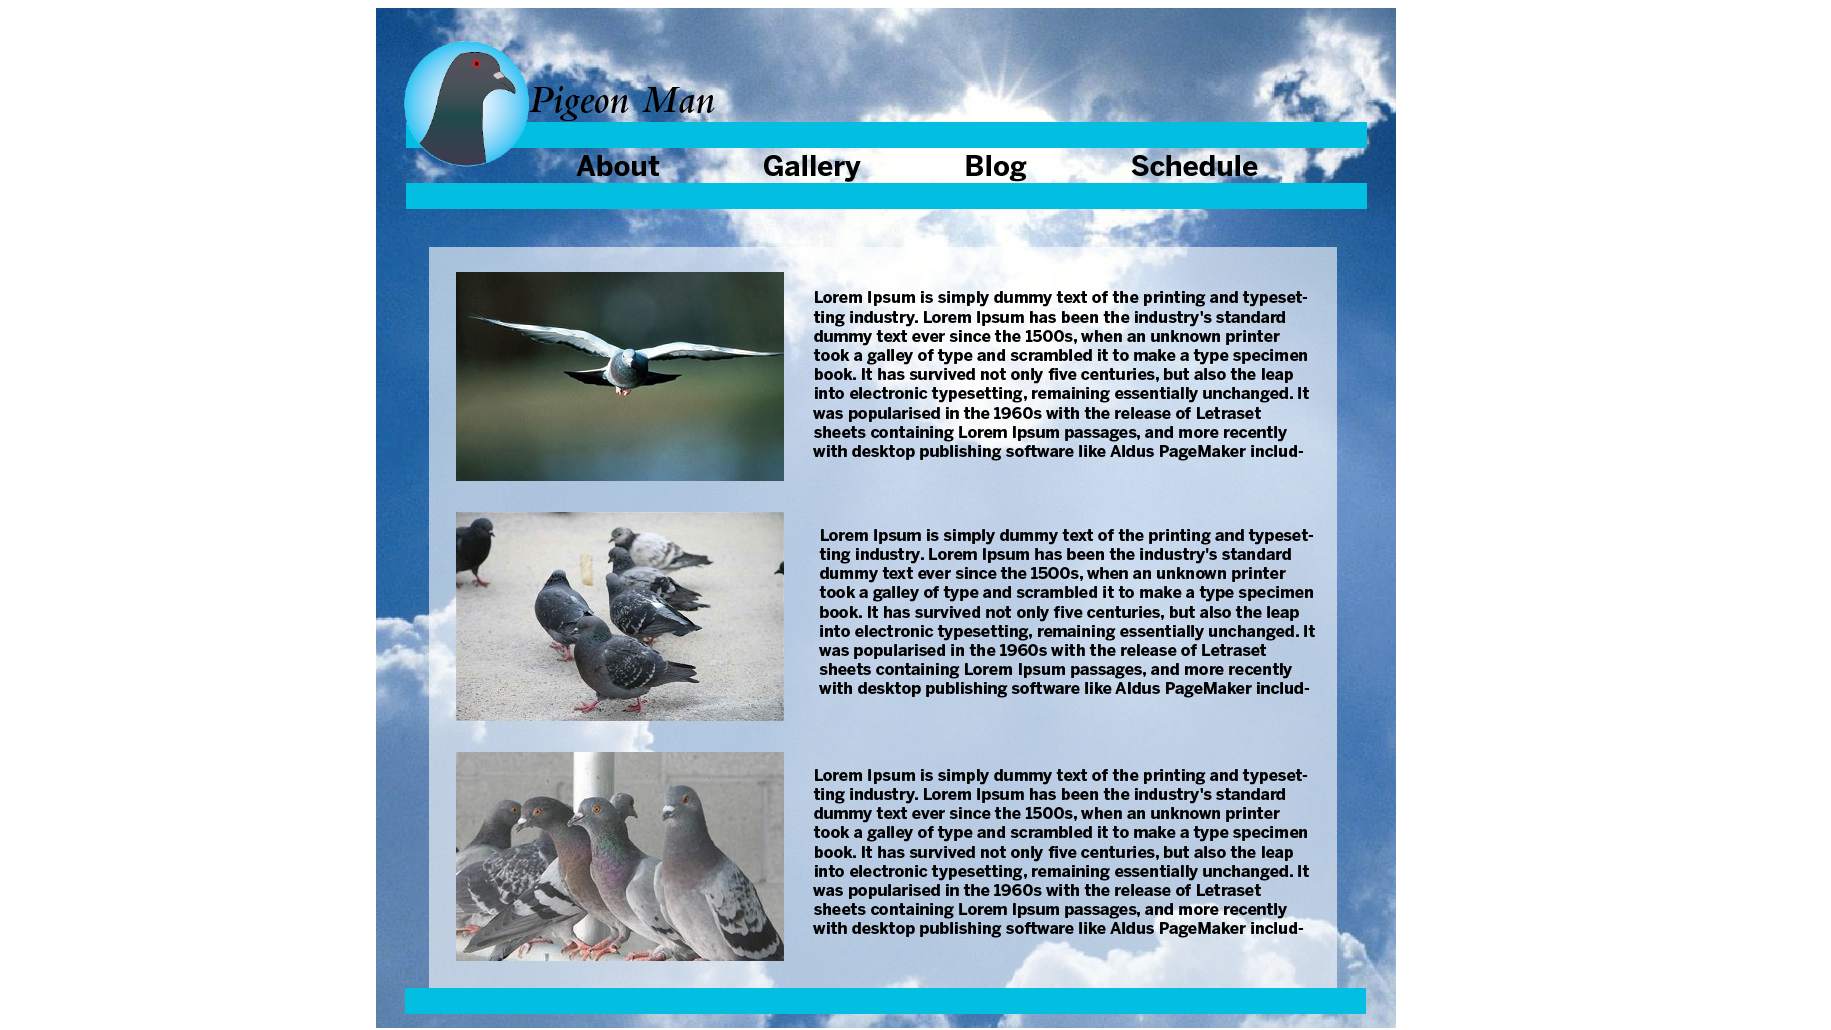 Pigeon Man
About Gallery Blog Schedule
Lorem Ipsum is simply dummy text of the printing and typeset-
ting industry. Lorem Ipsum has been the industry's standard
dummy text ever since the 1500s, when an unknown printer
took a galley of type and scrambled it to make a type specimen
book. It has survived not only five centuries, but also the leap
into electronic typesetting, remaining essentially unchanged. It
was popularised in the 1960s with the release of Letraset
sheets containing Lorem Ipsum passages, and more recently
with desktop publishing software like Aldus PageMaker includ-
Lorem Ipsum is simply dummy text of the printing and typeset-
ting industry. Lorem Ipsum has been the industry's standard
dummy text ever since the 1500s, when an unknown printer
took a galley of type and scrambled it to make a type specimen
book. It has survived not only five centuries, but also the leap
into electronic typesetting, remaining essentially unchanged. It
was popularised in the 1960s with the release of Letraset
sheets containing Lorem Ipsum passages, and more recently
with desktop publishing software like Aldus PageMaker includ-
Lorem Ipsum is simply dummy text of the printing and typeset-
ting industry. Lorem Ipsum has been the industry's standard
dummy text ever since the 1500s, when an unknown printer
took a galley of type and scrambled it to make a type specimen
book. It has survived not only five centuries, but also the leap
into electronic typesetting, remaining essentially unchanged. It
was popularised in the 1960s with the release of Letraset
sheets containing Lorem Ipsum passages, and more recently
with desktop publishing software like Aldus PageMaker includ-